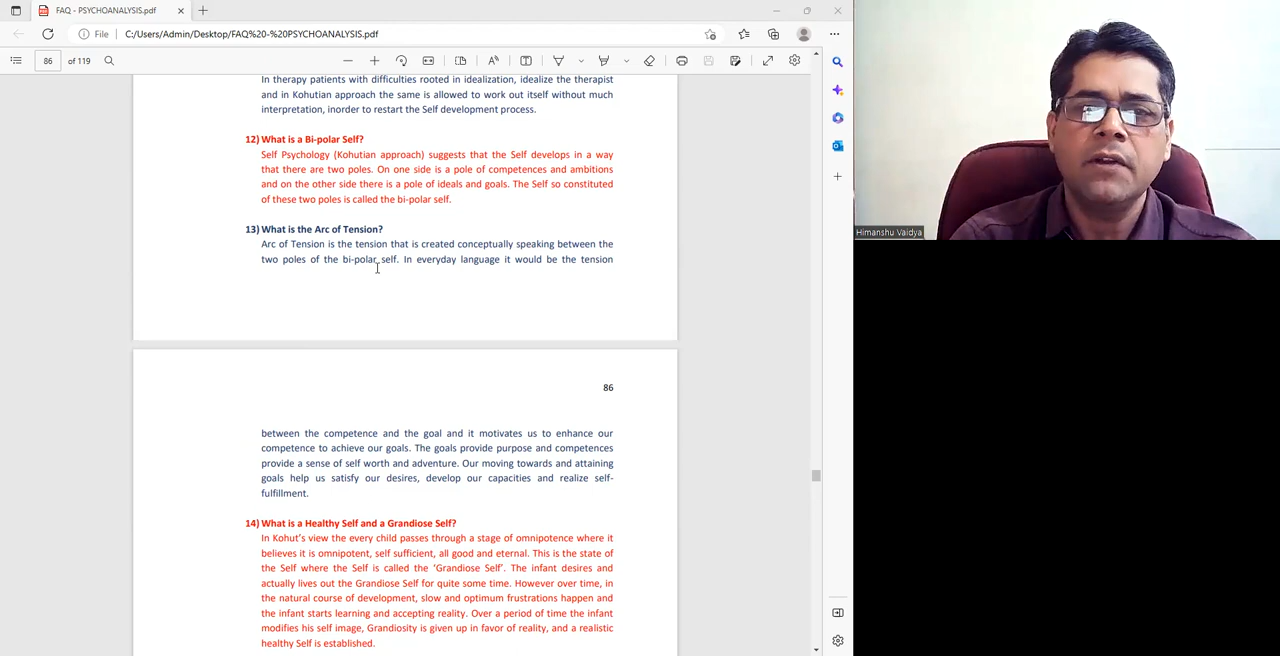 FAQ - PSYCHOANALYSIS.pdf
File C:/Users/Admin/Desktop/FAQ%20-%20PSYCHOANALYSIS.pdf
86 of 119
In therapy patients with difficulties rooted in idealization, idealize the therapist
and in Kohutian approach the same is allowed to work out itself without much
interpretation, inorder to restart the Self development process.
12) What is a Bi-polar Self?
Self Psychology (Kohutian approach) suggests that the Self develops in a way
that there are two poles. On one side is a pole of competences and ambitions
and on the other side there is a pole of ideals and goals. The Self so constituted
of these two poles is called the bi-polar self.
13) What is the Arc of Tension?
Arc of Tension is the tension that is created conceptually speaking between the
two poles of the bi-polar self. In everyday language it would be the tension
86
between the competence and the goal and it motivates us to enhance our
competence to achieve our goals. The goals provide purpose and competences
provide a sense of self worth and adventure. Our moving towards and attaining
goals help us satisfy our desires, develop our capacities and realize self-
fulfillment.
14) What is a Healthy Self and a Grandiose Self?
In Kohut's view the every child passes through a stage of omnipotence where it
believes it is omnipotent, self sufficient, all good and eternal. This is the state of
the Self where the Self is called the 'Grandiose Self'. The infant desires and
actually lives out the Grandiose Self for quite some time. However over time, in
the natural course of development, slow and optimum frustrations happen and
the infant starts learning and accepting reality. Over a period of time the infant
modifies his self image, Grandiosity is given up in favor of reality, and a realistic
healthy Self is established.
Himanshu Vaidya